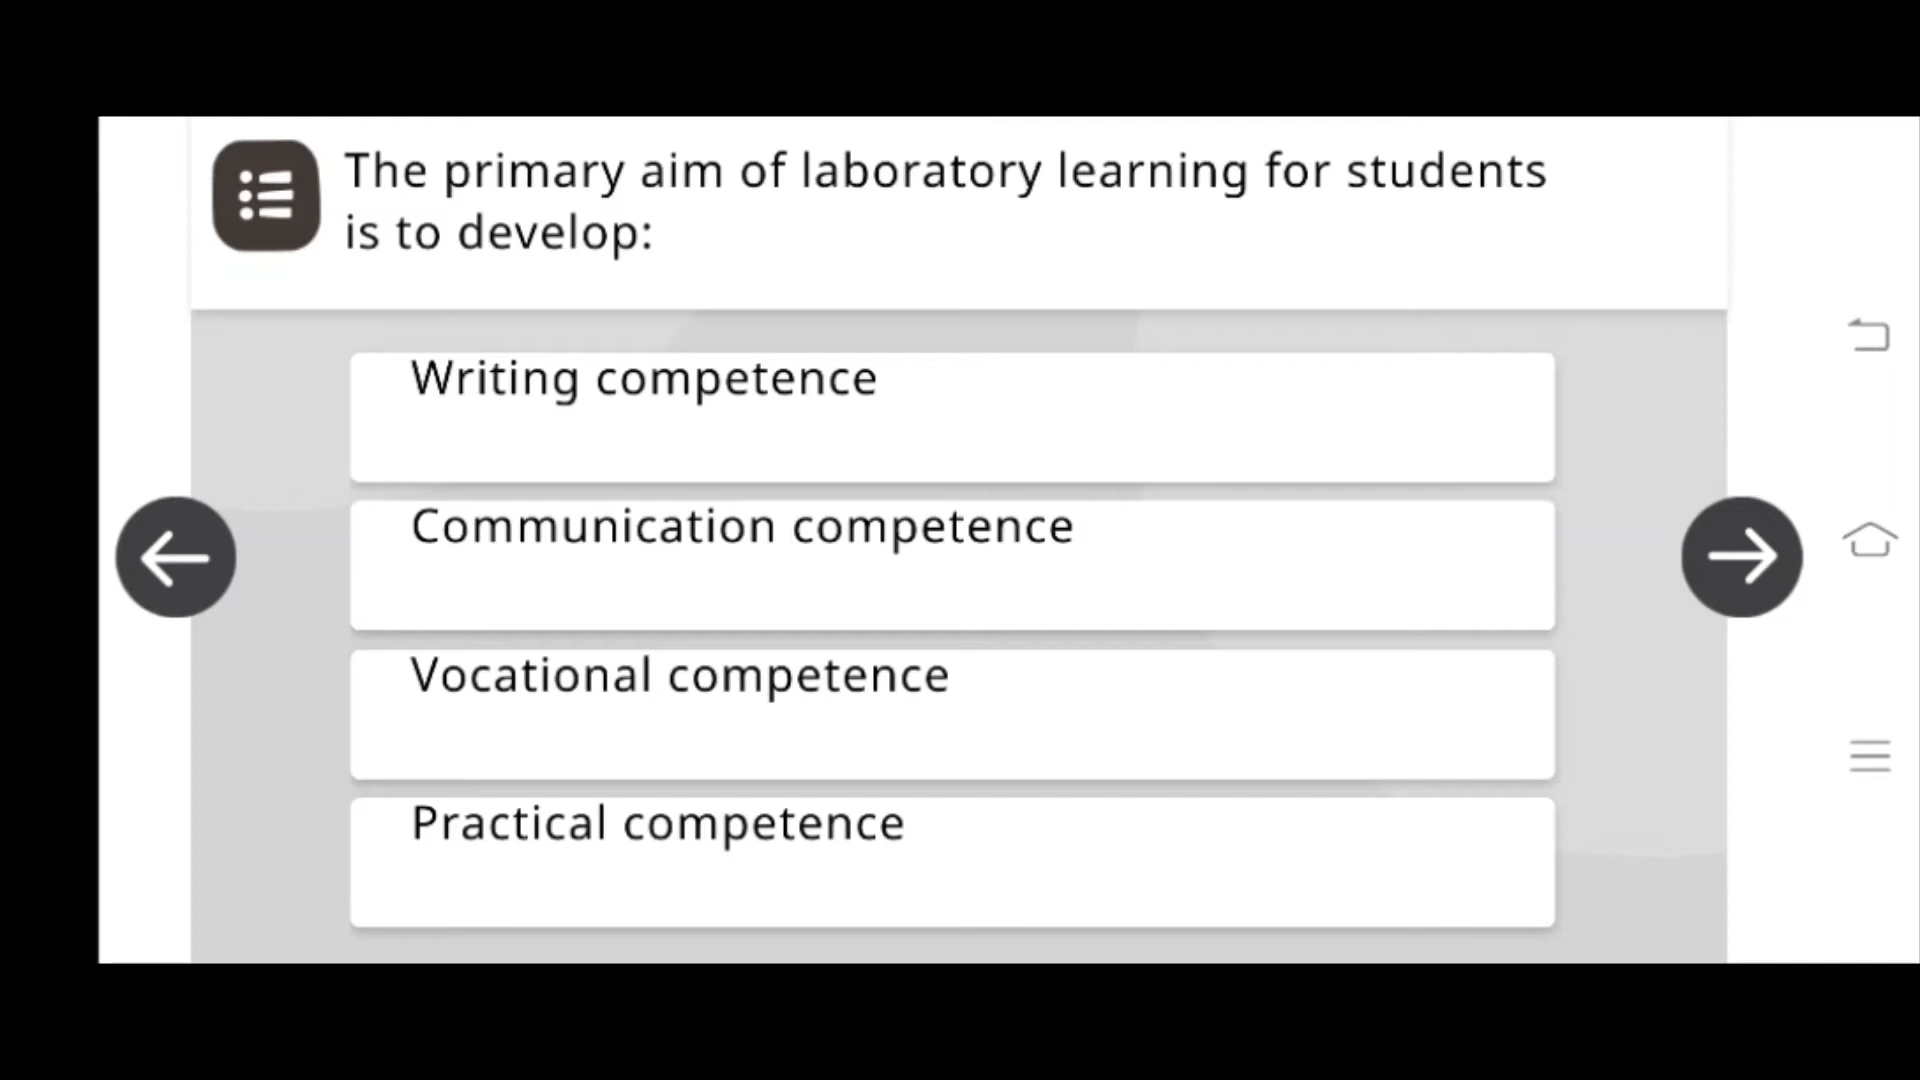 The primary aim of laboratory learning for students
is to develop:
Writing competence
Communication competence
Vocational competence
Practical competence